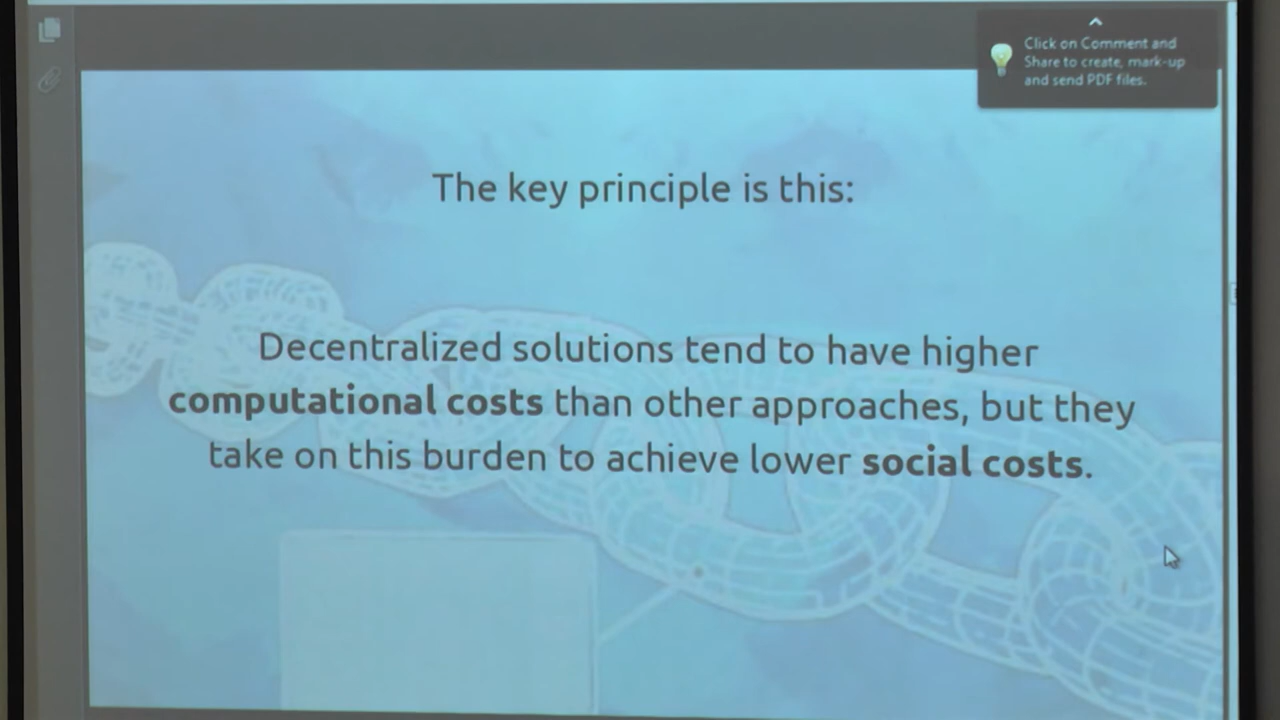 Click on Comment and
Share to create, mark-up
and send PDF files.
The key principle is this:
Decentralized solutions tend to have higher
computational costs than other approaches, but they
take on this burden to achieve lower social costs.